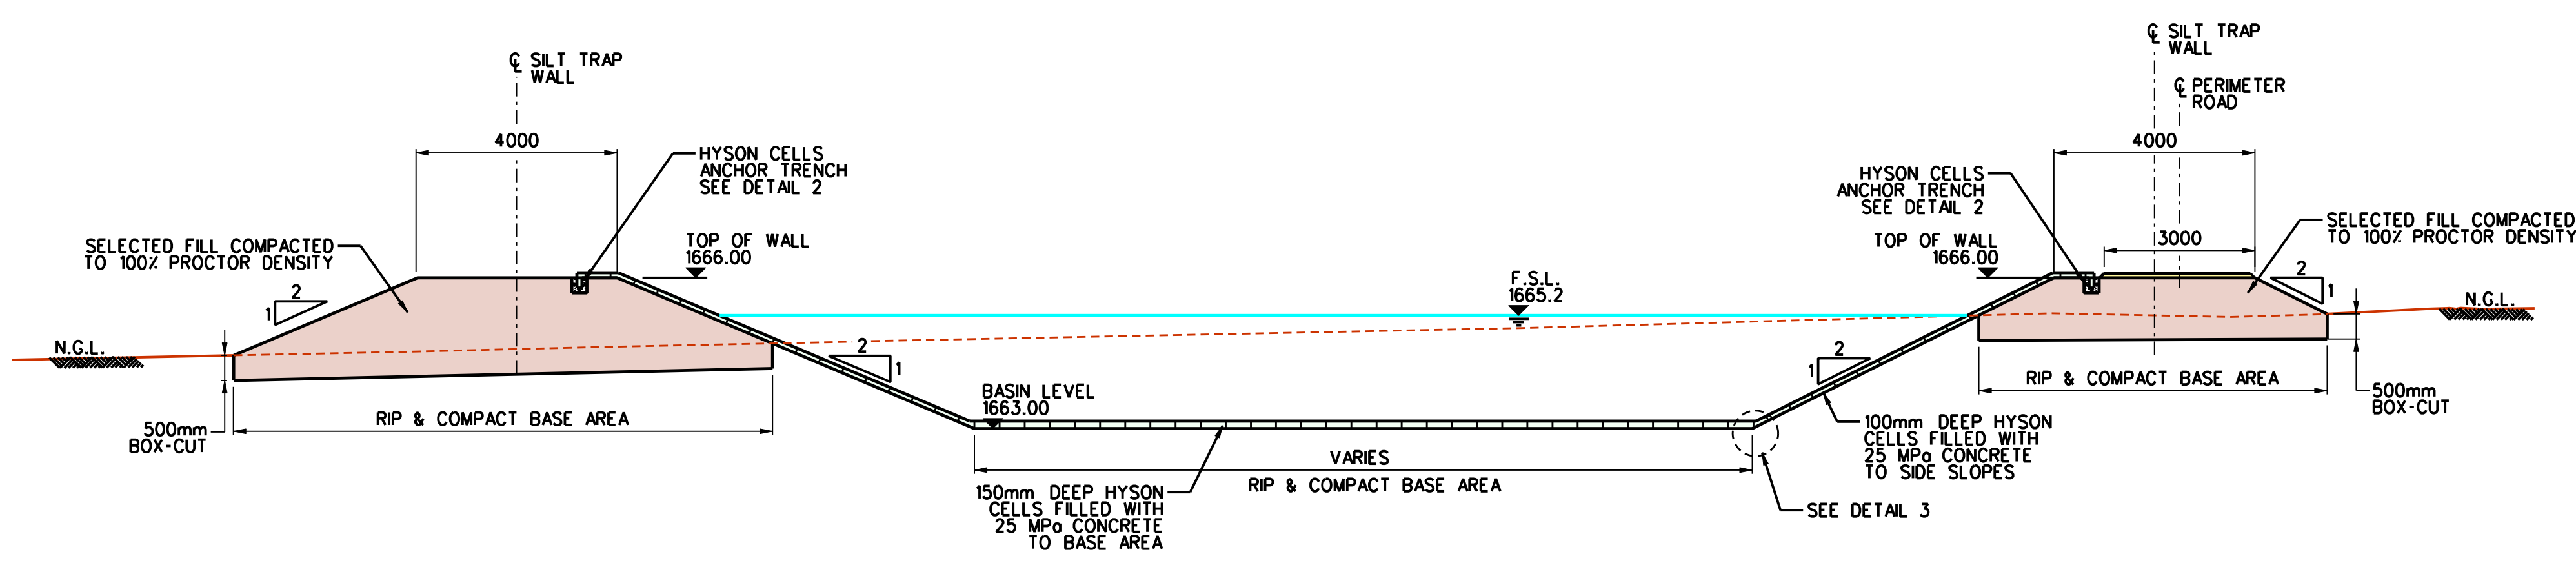 ℄ SILT TRAP
WALL
4000
HYSON CELLS
ANCHOR TRENCH
SEE DETAIL 2
SELECTED FILL COMPACTED
TO 100% PROCTOR DENSITY
TOP OF WALL
1666.00
2
1
N.G.L.
500mm
BOX-CUT
RIP & COMPACT BASE AREA
2
1
BASIN LEVEL
1663.00
F.S.L.
1665.2
VARIES
RIP & COMPACT BASE AREA
150mm DEEP HYSON
CELLS FILLED WITH
25 MPa CONCRETE
TO BASE AREA
℄ SILT TRAP
WALL
℄ PERIMETER
ROAD
4000
HYSON CELLS
ANCHOR TRENCH
SEE DETAIL 2
3000
SELECTED FILL COMPACTED
TO 100% PROCTOR DENSITY
TOP OF WALL
1666.00
2
1
N.G.L.
2
1
RIP & COMPACT BASE AREA
500mm
BOX-CUT
100mm DEEP HYSON
CELLS FILLED WITH
25 MPa CONCRETE
TO SIDE SLOPES
SEE DETAIL 3